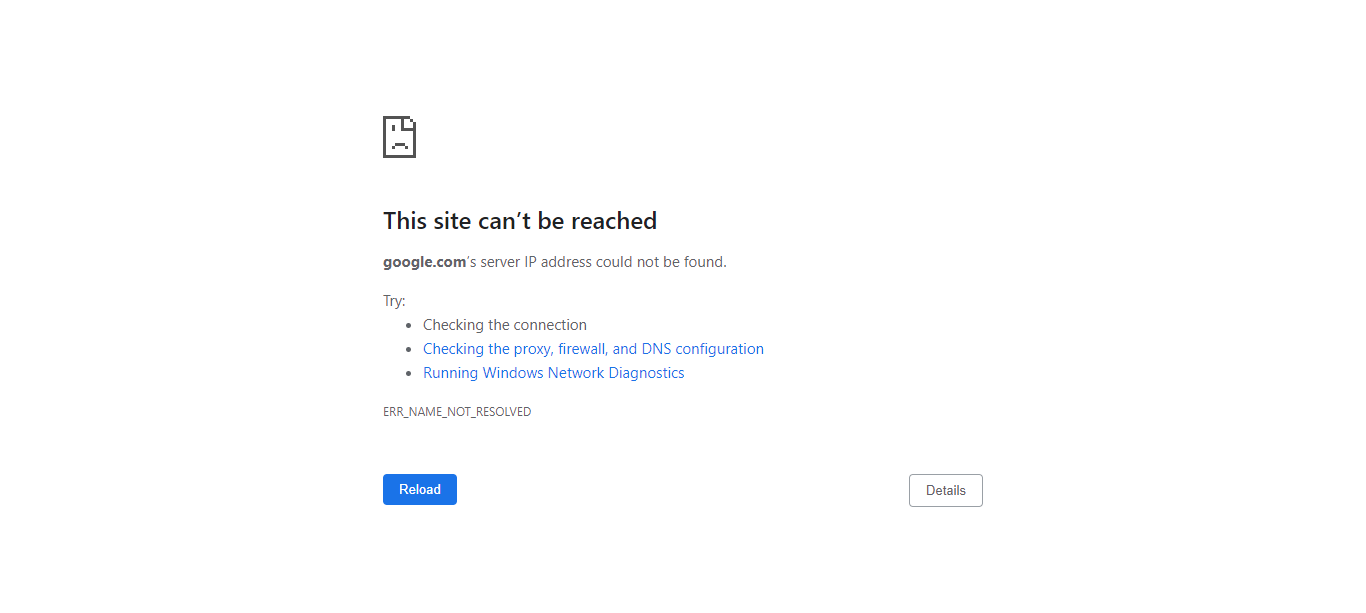 This site can’t be reached
google.com’s server IP address could not be found.
Try:
Checking the connection
Checking the proxy, firewall, and DNS configuration
Running Windows Network Diagnostics
ERR_NAME_NOT_RESOLVED
Reload
Details